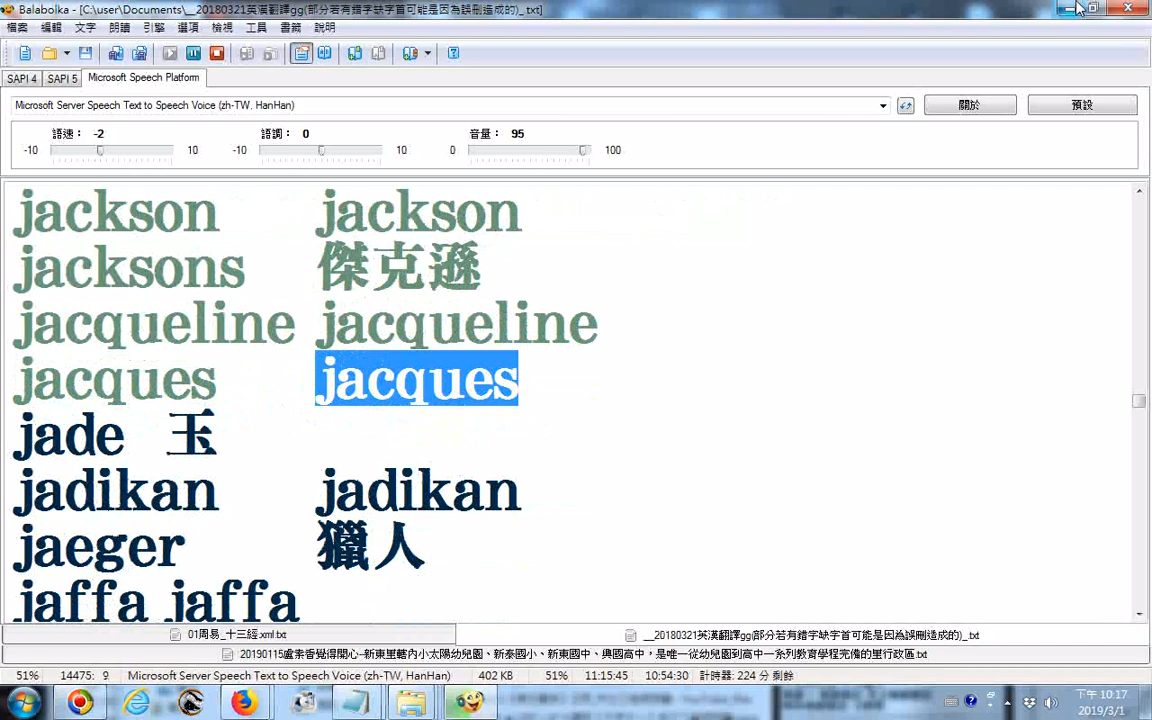 Balabolka - [C:\user\Documents\__20180321英漢翻譯gg(部分若有錯字缺字首可能是因為誤刪造成的)_.txt]
檔案 編輯 文字 朗讀 引擎 選項 檢視 工具 書籤 說明
SAPI 4 SAPI 5 Microsoft Speech Platform
Microsoft Server Speech Text to Speech Voice (zh-TW, HanHan) 關於 預設
語速： -2 語調： 0 音量： 95
-10 10 -10 10 0 100
jackson jackson
jacksons 傑克遜
jacqueline jacqueline
jacques jacques
jade 玉
jadikan jadikan
jaeger 獵人
jaffa jaffa
01周易_十三經.xml.txt __20180321英漢翻譯gg(部分若有錯字缺字首可能是因為誤刪造成的)_.txt
20190115盧素香覺得開心-新東里轄內小太陽幼兒園、新泰國小、新東國中、興國高中，是唯一從幼兒園到高中一系列教育學程完備的里行政區.txt
51% 14475: 9 Microsoft Server Speech Text to Speech Voice (zh-TW, HanHan) 402 KB 51% 11:15:45 10:54:30 計時器: 224 分 剩餘
下午 10:17
2019/3/1